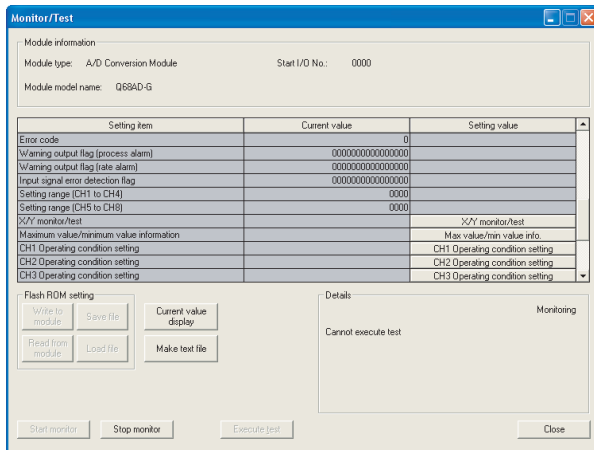 Monitor/Test
Module information
Module type: A/D Conversion Module Start I/O No.: 0000
Module model name: Q68AD-G
Setting item Current value Setting value
Error code 0
Warning output flag (process alarm) 0000000000000000
Warning output flag (rate alarm) 0000000000000000
Input signal error detection flag 0000000000000000
Setting range (CH1 to CH4) 0000
Setting range (CH5 to CH8) 0000
X/Y monitor/test X/Y monitor/test
Maximum value/minimum value information Max value/min value info.
CH1 Operating condition setting CH1 Operating condition setting
CH2 Operating condition setting CH2 Operating condition setting
CH3 Operating condition setting CH3 Operating condition setting
Flash ROM setting
Write to module
Save file
Current value display
Read from module
Load file
Make text file
Details
Monitoring
Cannot execute test
Start monitor Stop monitor Execute test Close